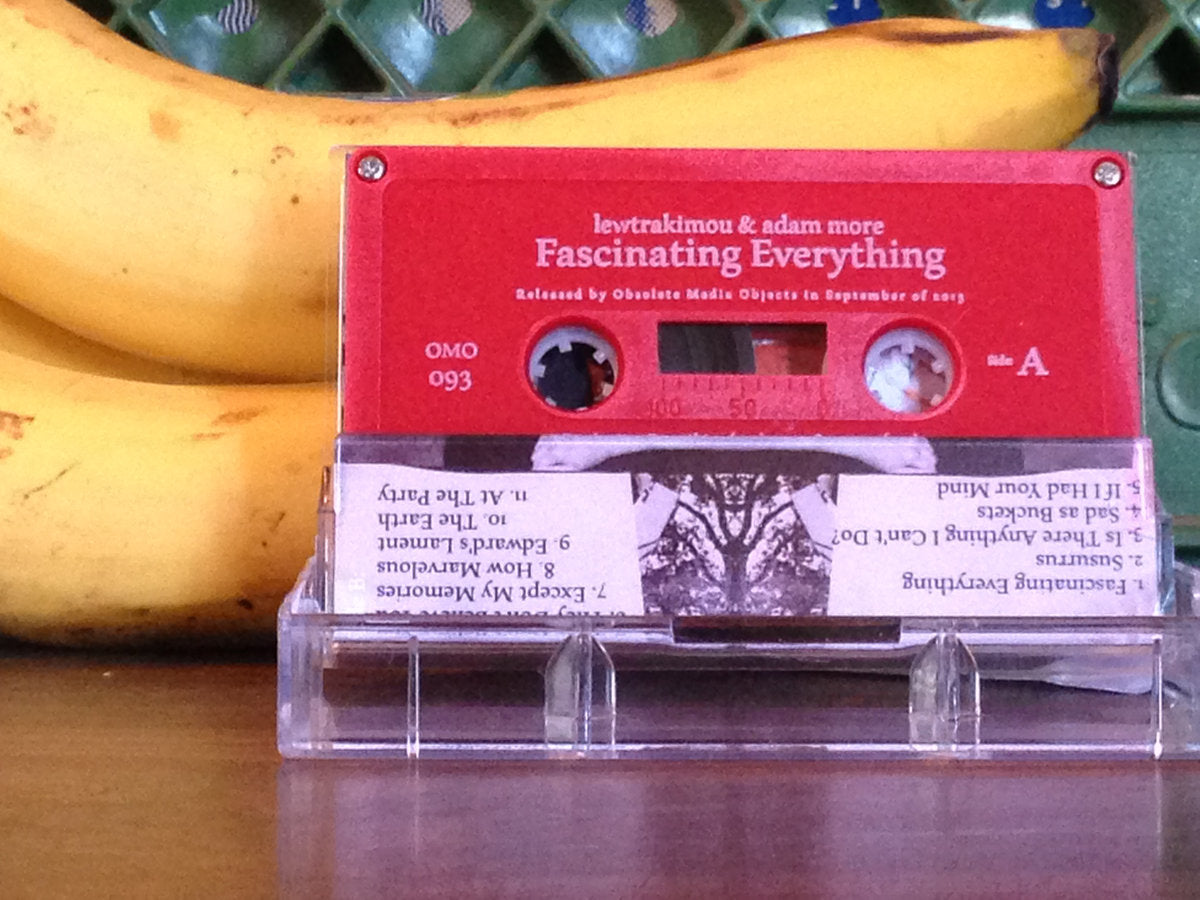 lewtrakimou & adam more
Fascinating Everything
Released by Obsolete Media Objects in September of 2013
OMO
093
Side A
100 50 0
1. Fascinating Everything
2. Susurrus
3. Is There Anything I Can't Do?
4. Sad as Buckets
5. If I Had Your Mind
7. Except My Memories
8. How Marvelous
9. Edward's Lament
10. The Earth
11. At The Party